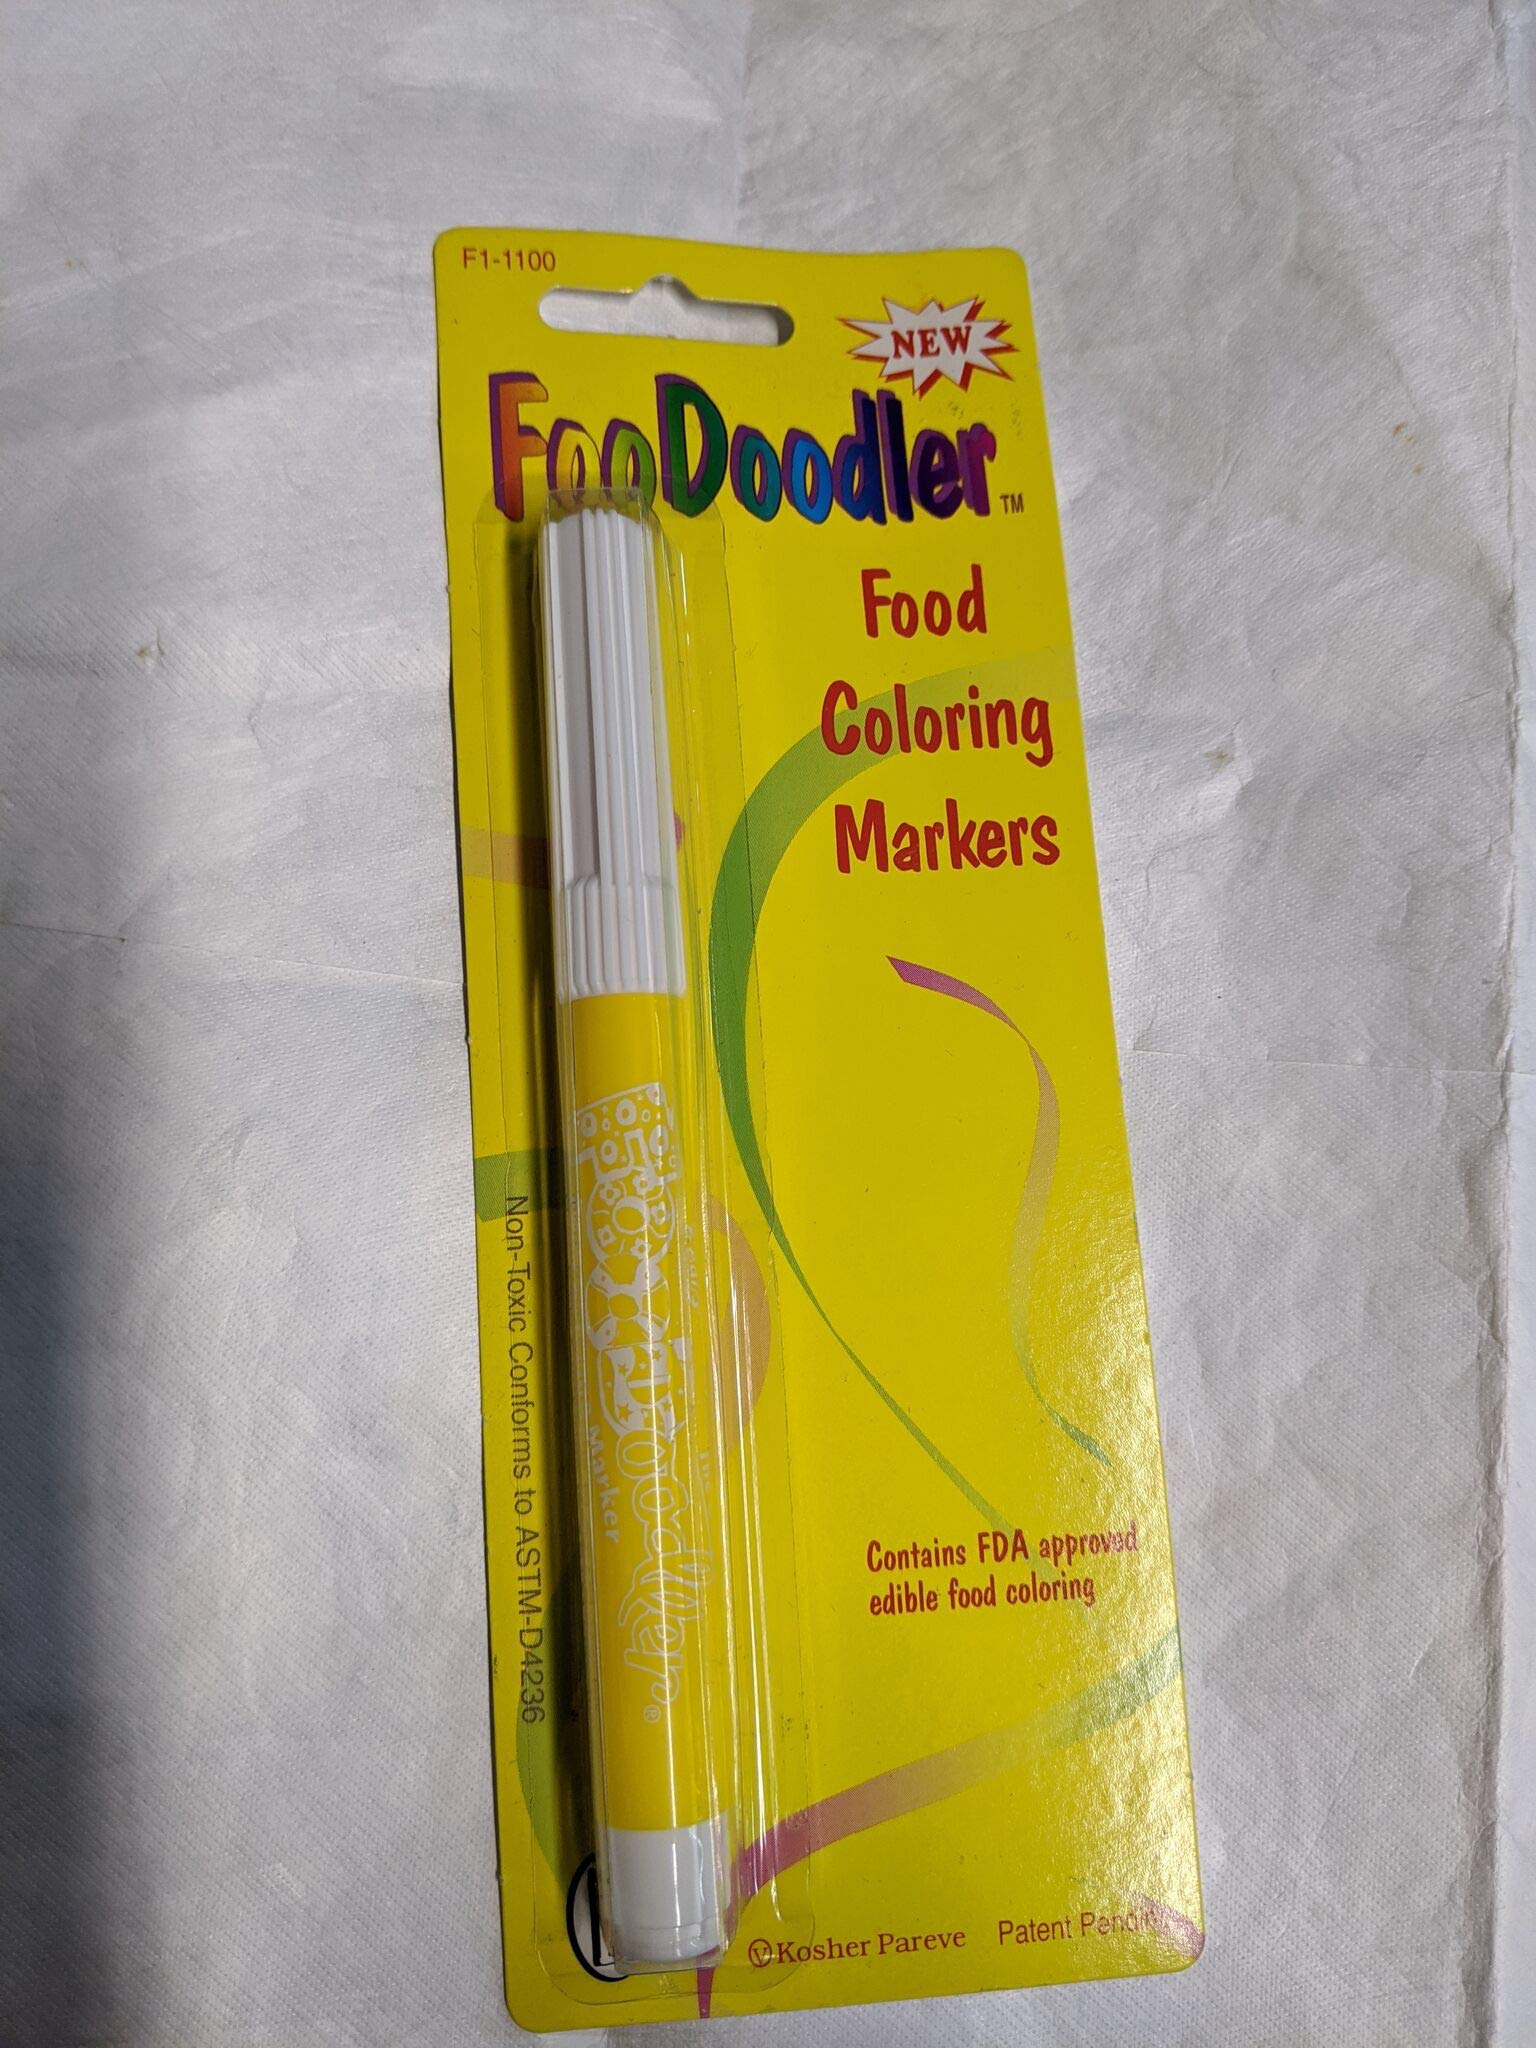 F1-1100
NEW
FooDoodler™
Food
Coloring
Markers
FooDoodler®
Marker
Non-Toxic Conforms to ASTM-D4236
Contains FDA approved
edible food coloring
Ⓥ Kosher Pareve
Patent Pending